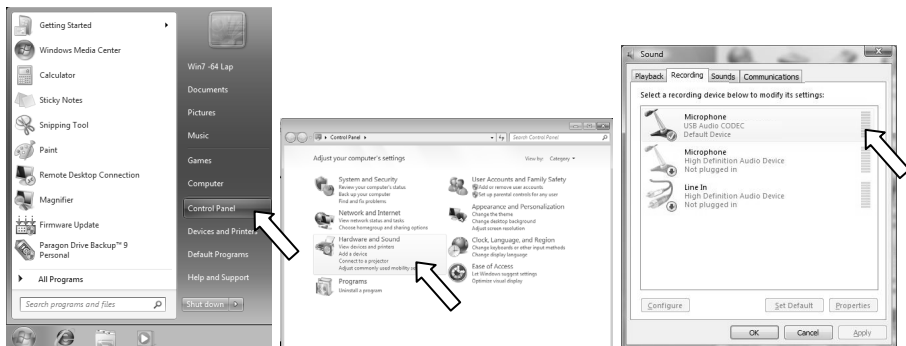 Getting Started
Windows Media Center
Calculator
Sticky Notes
Snipping Tool
Paint
Remote Desktop Connection
Magnifier
Firmware Update
Paragon Drive Backup™ 9
Personal
All Programs
Search programs and files
Win7 -64 Lap
Documents
Pictures
Music
Games
Computer
Control Panel
Devices and Printers
Default Programs
Help and Support
Shut down
Control Panel
Search Control Panel
Adjust your computer's settings
View by: Category
System and Security
Review your computer's status
Back up your computer
Find and fix problems
Network and Internet
View network status and tasks
Choose homegroup and sharing options
Hardware and Sound
View devices and printers
Add a device
Connect to a projector
Adjust commonly used mobility se
Programs
Uninstall a program
User Accounts and Family Safety
Add or remove user accounts
Set up parental controls for any user
Appearance and Personalization
Change the theme
Change desktop background
Adjust screen resolution
Clock, Language, and Region
Change keyboards or other input methods
Change display language
Ease of Access
Let Windows suggest settings
Optimize visual display
Sound
Playback Recording Sounds Communications
Select a recording device below to modify its settings:
Microphone
USB Audio CODEC
Default Device
Microphone
High Definition Audio Device
Not plugged in
Line In
High Definition Audio Device
Not plugged in
Configure Set Default Properties
OK Cancel Apply